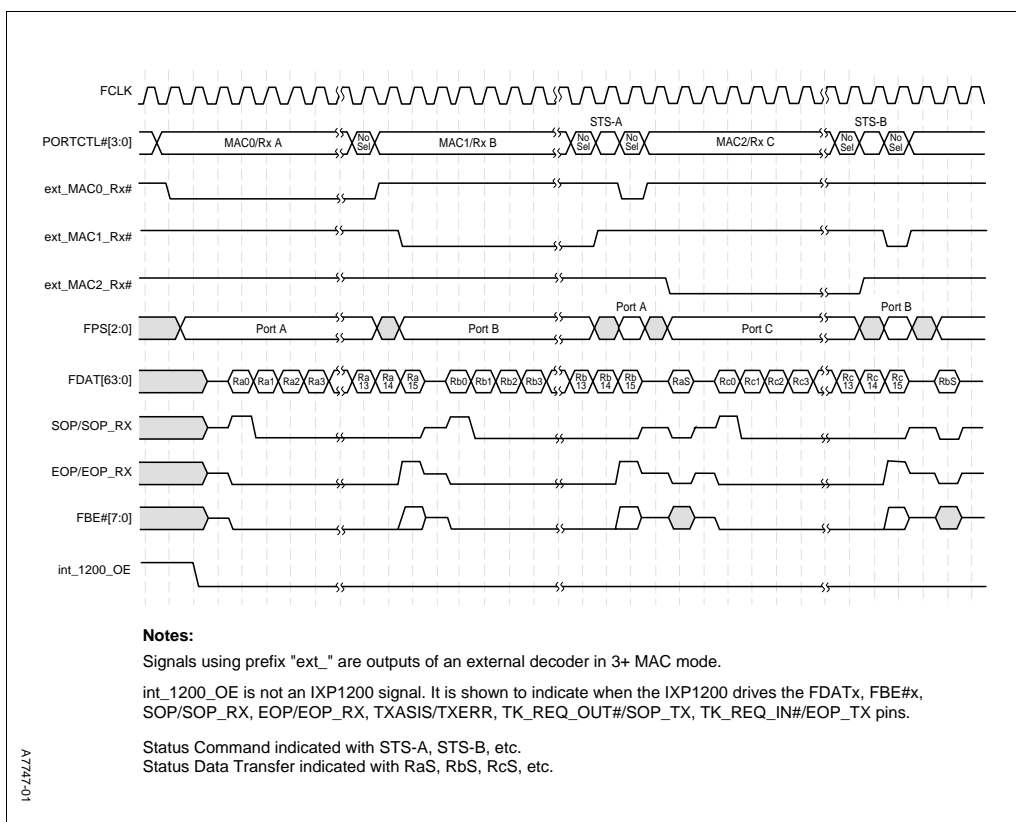 FCLK
STS-A STS-B
PORTCTL#[3:0] MAC0/Rx A No Sel MAC1/Rx B No Sel No Sel MAC2/Rx C No Sel No Sel
ext_MAC0_Rx#
ext_MAC1_Rx#
ext_MAC2_Rx#
Port A Port B
FPS[2:0] Port A Port B Port C
FDAT[63:0] Ra0 Ra1 Ra2 Ra3 Ra 13 Ra 14 Ra 15 Rb0 Rb1 Rb2 Rb3 Rb 13 Rb 14 Rb 15 RaS Rc0 Rc1 Rc2 Rc3 Rc 13 Rc 14 Rc 15 RbS
SOP/SOP_RX
EOP/EOP_RX
FBE#[7:0]
int_1200_OE
Notes:
Signals using prefix "ext_" are outputs of an external decoder in 3+ MAC mode.
int_1200_OE is not an IXP1200 signal. It is shown to indicate when the IXP1200 drives the FDATx, FBE#x,
SOP/SOP_RX, EOP/EOP_RX, TXASIS/TXERR, TK_REQ_OUT#/SOP_TX, TK_REQ_IN#/EOP_TX pins.
Status Command indicated with STS-A, STS-B, etc.
Status Data Transfer indicated with RaS, RbS, RcS, etc.
A7747-01